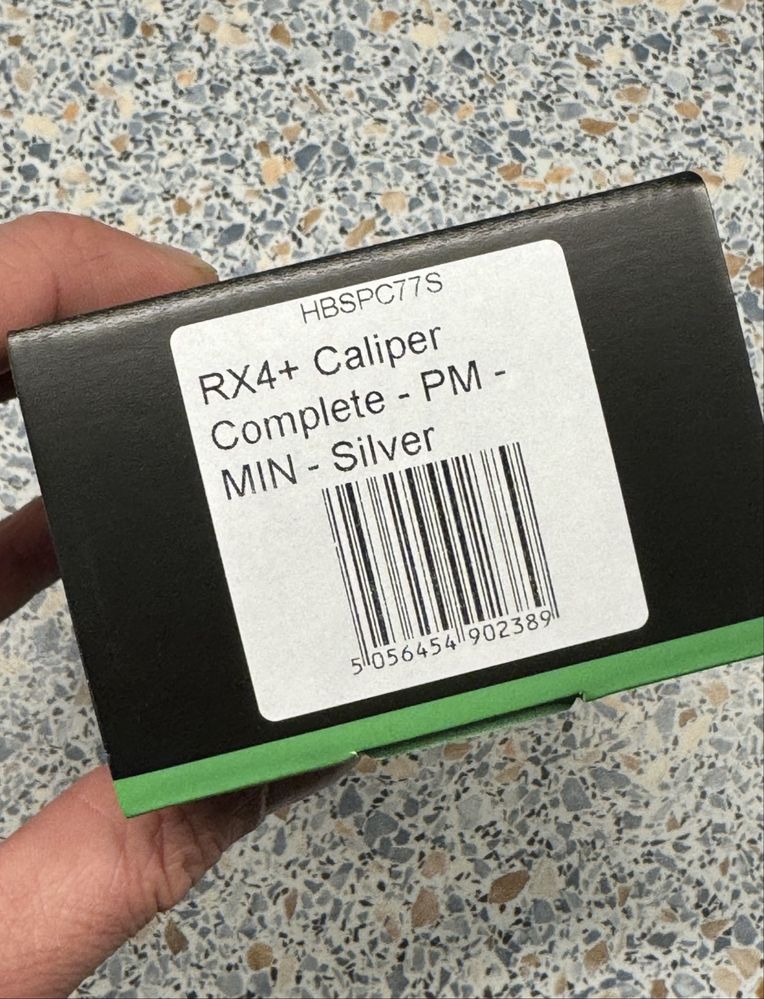 HBSPC77S
RX4+ Caliper
Complete - PM -
MIN - Silver
5 056454 902389